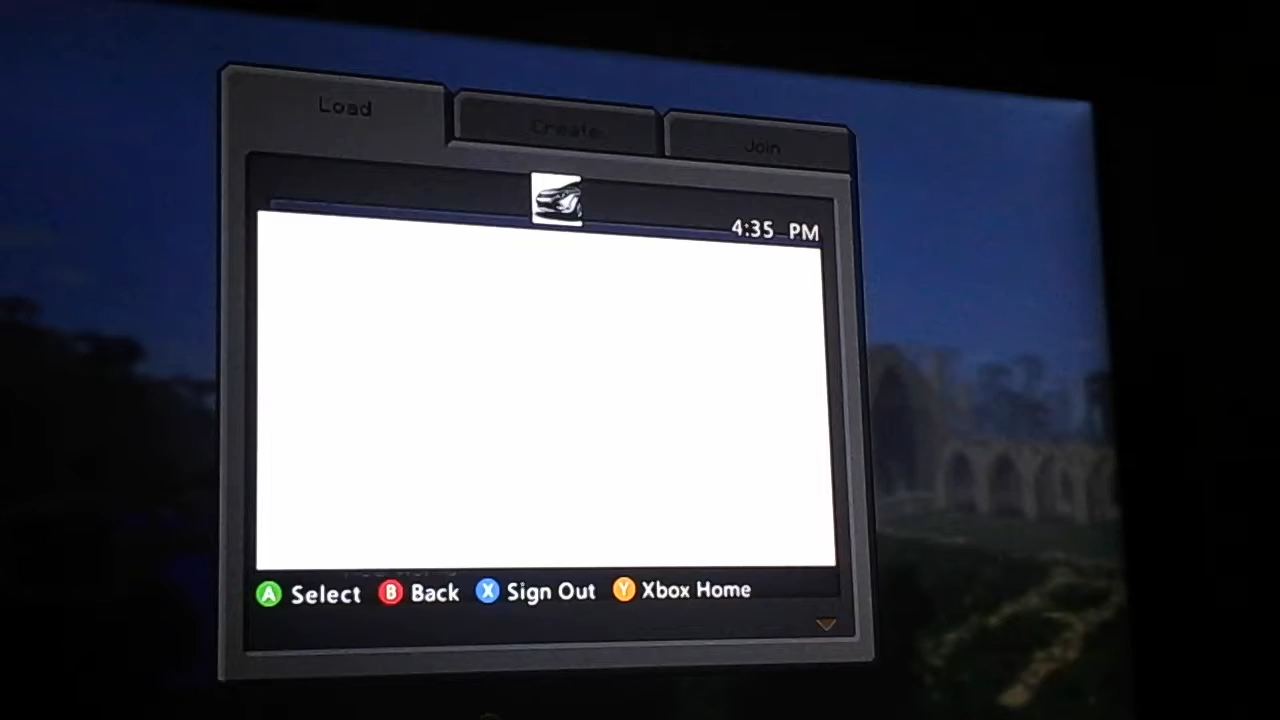 Load
Create
Join
4:35 PM
A Select B Back X Sign Out Y Xbox Home